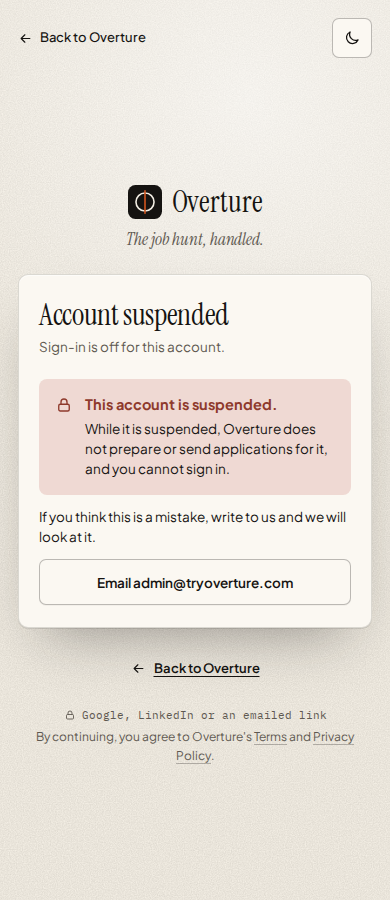 ← Back to Overture
Overture
The job hunt, handled.
Account suspended
Sign-in is off for this account.
This account is suspended.
While it is suspended, Overture does
not prepare or send applications for it,
and you cannot sign in.
If you think this is a mistake, write to us and we will
look at it.
Email admin@tryoverture.com
← Back to Overture
Google, LinkedIn or an emailed link
By continuing, you agree to Overture's Terms and Privacy
Policy.